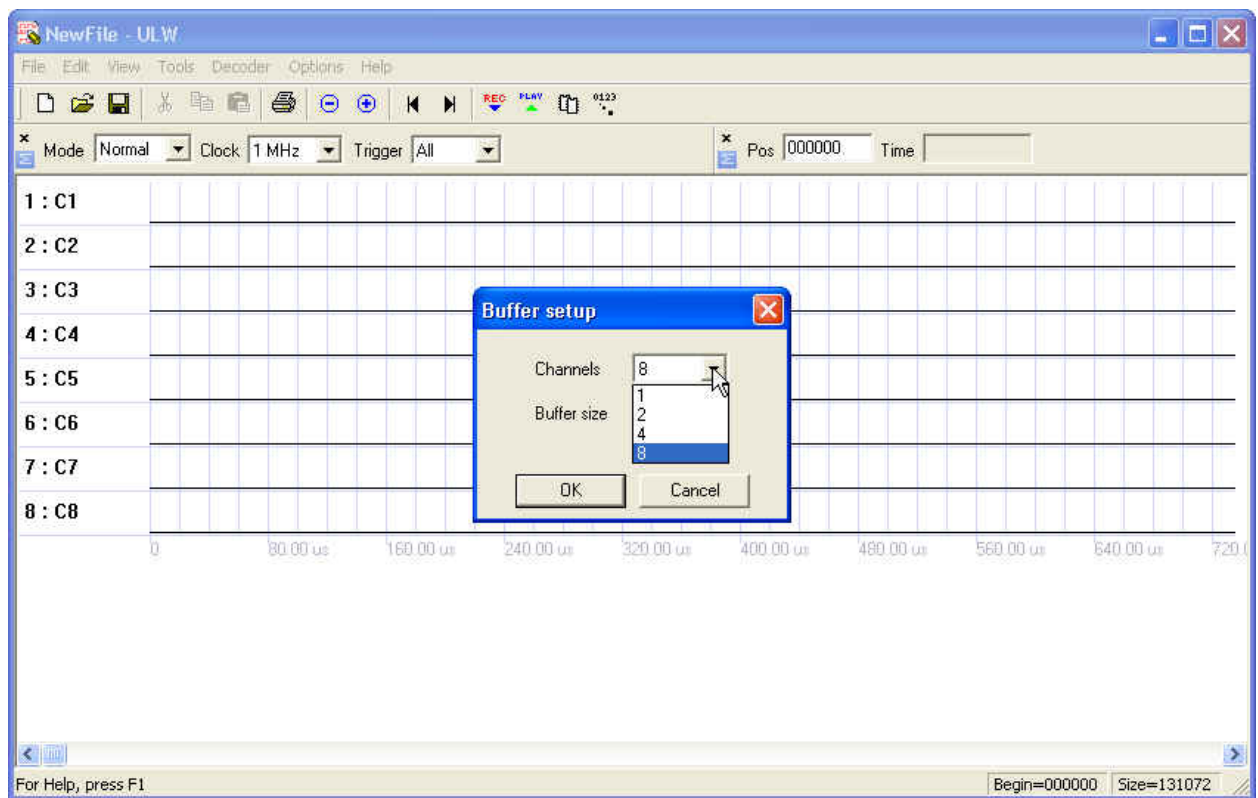 NewFile - ULW
File Edit View Tools Decoder Options Help
REC PLAY 0123
Mode Normal Clock 1 MHz Trigger All Pos 000000 Time
1 : C1
2 : C2
3 : C3
4 : C4
5 : C5
6 : C6
7 : C7
8 : C8
Buffer setup
Channels 8
1
2
4
8
Buffer size
OK Cancel
0 80.00 us 160.00 us 240.00 us 320.00 us 400.00 us 480.00 us 560.00 us 640.00 us 720.0
For Help, press F1 Begin=000000 Size=131072